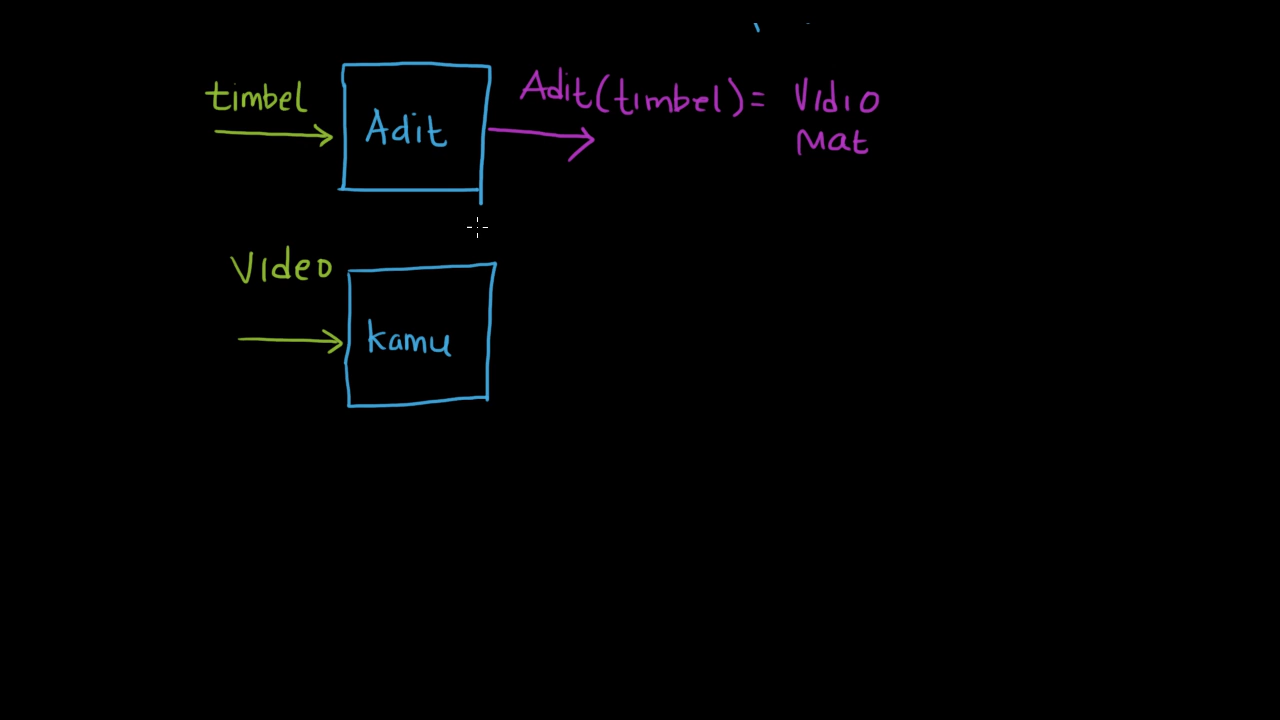 timbel
Adit
Adit(timbel) = Vidio
Mat
Video
kamu